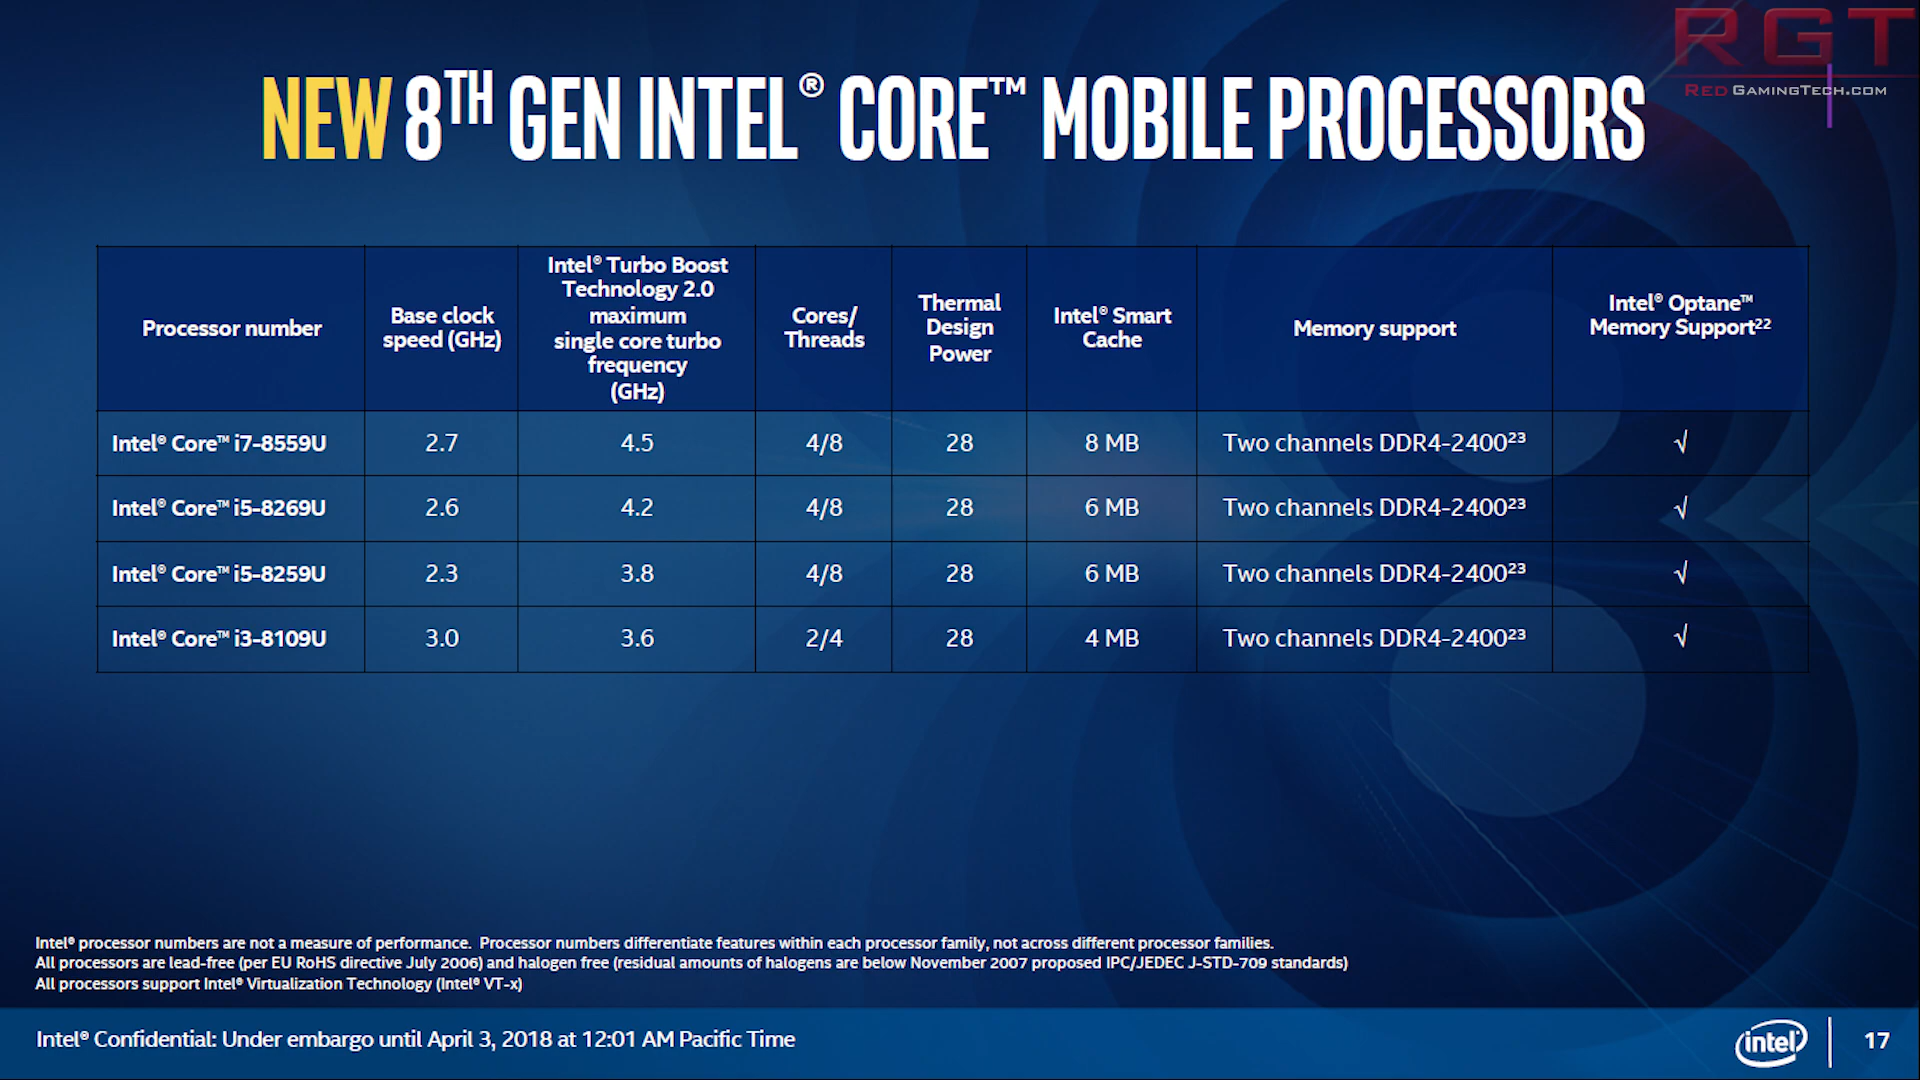 RGT
RED GAMINGTECH.COM
NEW 8TH GEN INTEL® CORE™ MOBILE PROCESSORS
Processor number
Base clock
speed (GHz)
Intel® Turbo Boost
Technology 2.0
maximum
single core turbo
frequency
(GHz)
Cores/
Threads
Thermal
Design
Power
Intel® Smart
Cache
Memory support
Intel® Optane™
Memory Support²²
Intel® Core™ i7-8559U 2.7 4.5 4/8 28 8 MB Two channels DDR4-2400²³ √
Intel® Core™ i5-8269U 2.6 4.2 4/8 28 6 MB Two channels DDR4-2400²³ √
Intel® Core™ i5-8259U 2.3 3.8 4/8 28 6 MB Two channels DDR4-2400²³ √
Intel® Core™ i3-8109U 3.0 3.6 2/4 28 4 MB Two channels DDR4-2400²³ √
Intel® processor numbers are not a measure of performance.  Processor numbers differentiate features within each processor family, not across different processor families.
All processors are lead-free (per EU RoHS directive July 2006) and halogen free (residual amounts of halogens are below November 2007 proposed IPC/JEDEC J-STD-709 standards)
All processors support Intel® Virtualization Technology (Intel® VT-x)
Intel® Confidential: Under embargo until April 3, 2018 at 12:01 AM Pacific Time
intel
17